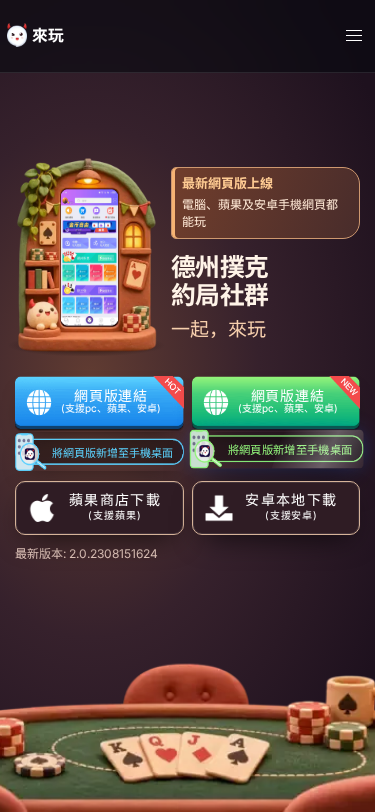 來玩
最新網頁版上線
電腦、蘋果及安卓手機網頁都
能玩
德州撲克
約局社群
一起，來玩
網頁版連結
(支援pc、蘋果、安卓)
HOT
網頁版連結
(支援pc、蘋果、安卓)
NEW
將網頁版新增至手機桌面
將網頁版新增至手機桌面
蘋果商店下載
(支援蘋果)
安卓本地下載
(支援安卓)
最新版本: 2.0.2308151624
K
Q
J
A